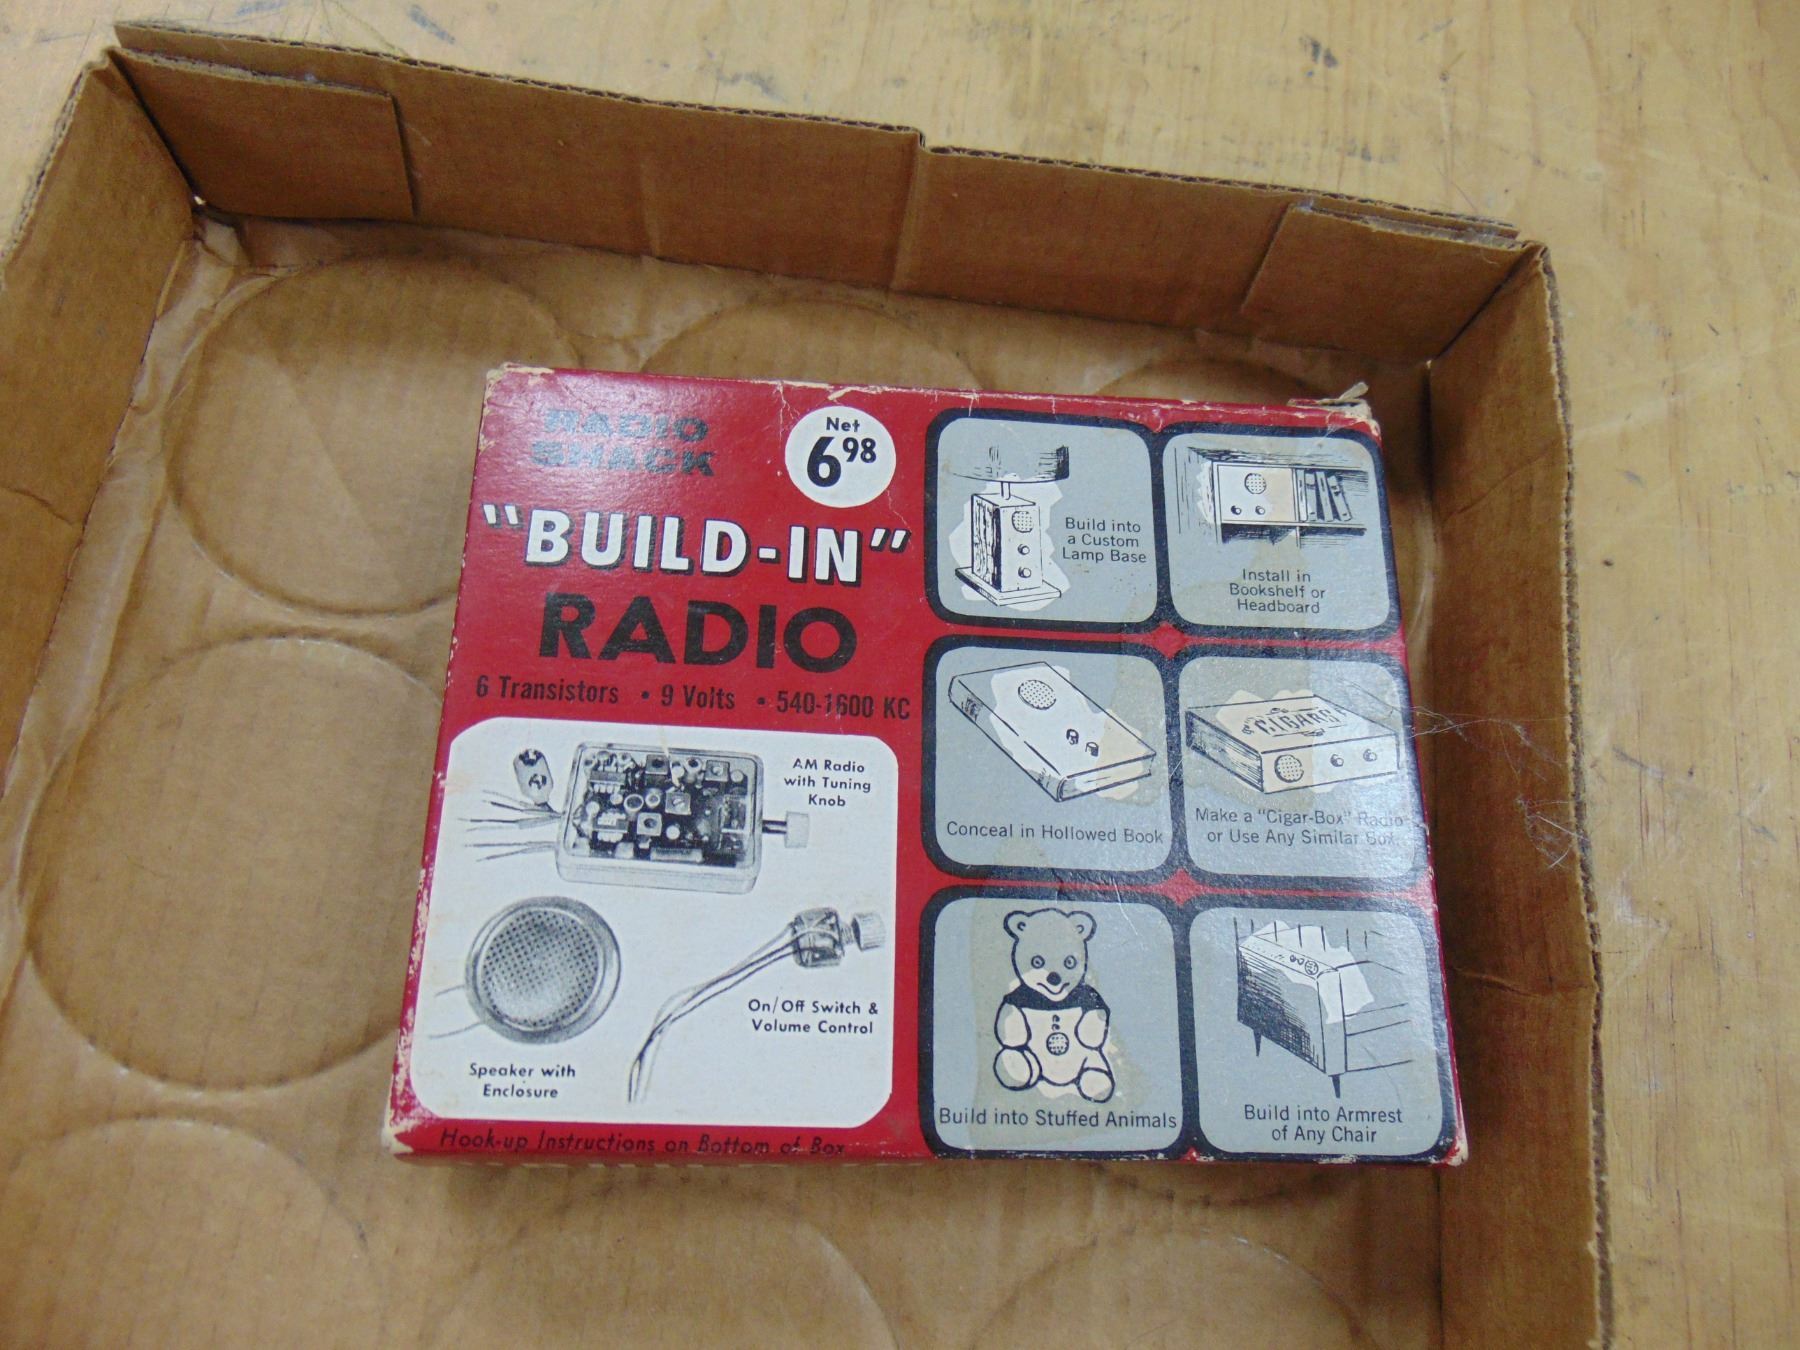 RADIO
SHACK
Net
6 98
"BUILD-IN"
RADIO
6 Transistors • 9 Volts • 540-1600 KC
AM Radio
with Tuning
Knob
On/Off Switch &
Volume Control
Speaker with
Enclosure
Hook-up Instructions on Bottom of Box
Build into
a Custom
Lamp Base
Install in
Bookshelf or
Headboard
Conceal in Hollowed Book
CIGARS
Make a "Cigar-Box" Radio
or Use Any Similar Box
Build into Stuffed Animals
Build into Armrest
of Any Chair